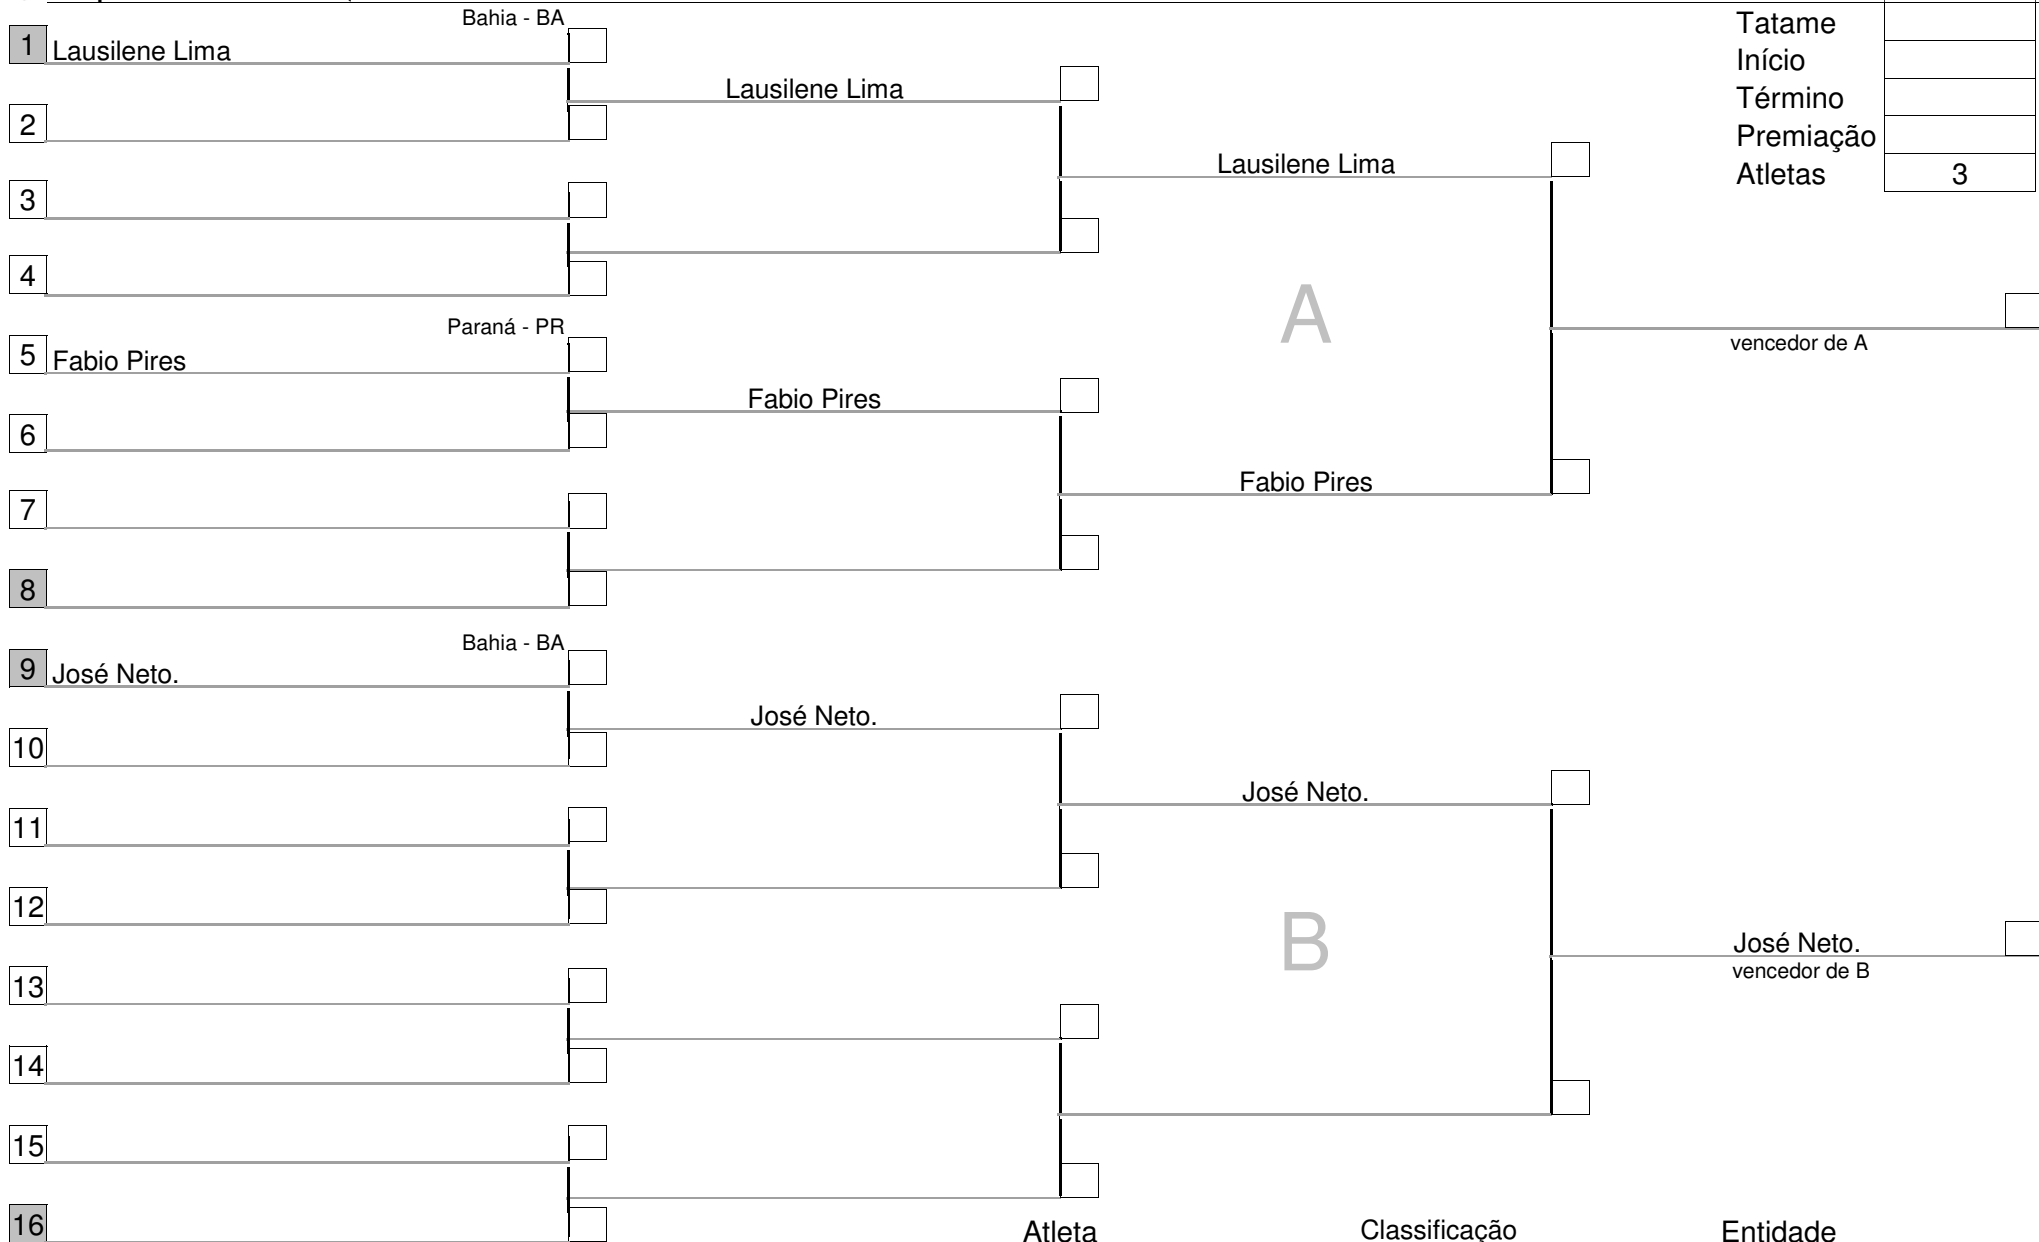 Bahia - BA
1 Lausilene Lima
Lausilene Lima
2
Lausilene Lima
3
4
Paraná - PR
5 Fabio Pires
Fabio Pires
6
Fabio Pires
7
8
A
vencedor de A
Tatame
Início
Término
Premiação
Atletas 3
Bahia - BA
9 José Neto.
José Neto.
10
José Neto.
11
12
B
José Neto.
vencedor de B
13
14
15
16
Atleta Classificação Entidade